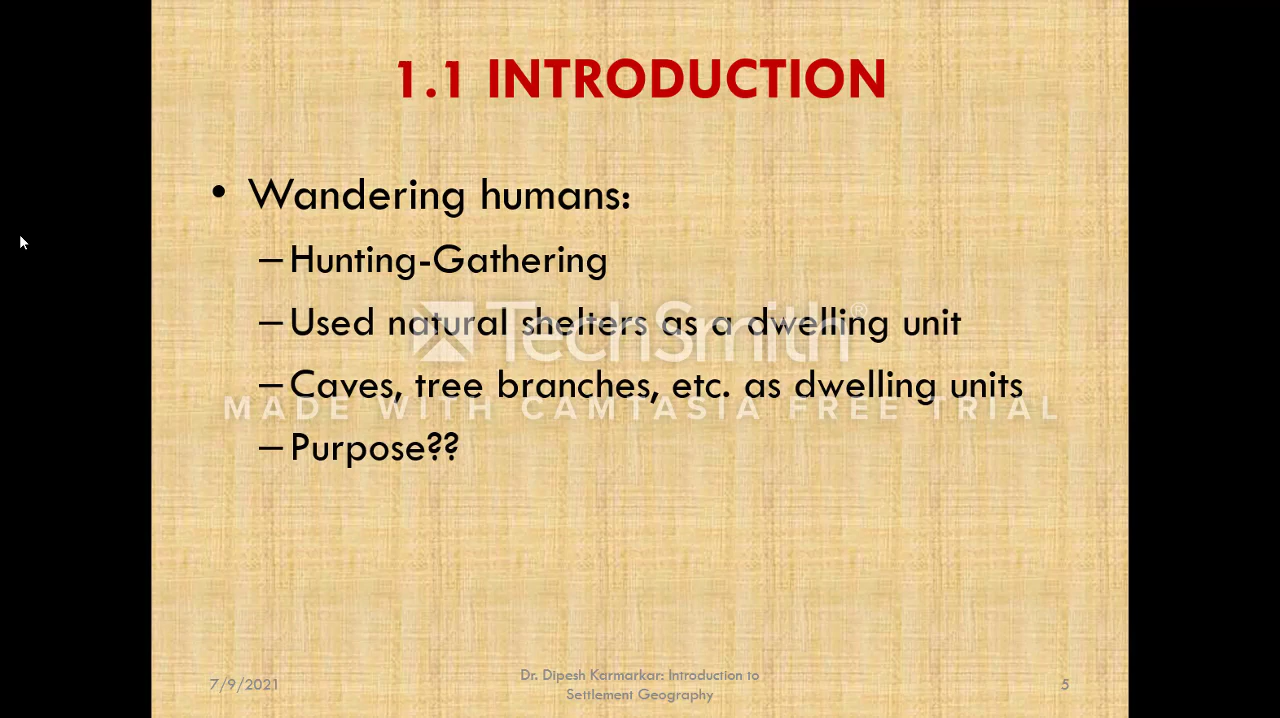 1.1 INTRODUCTION
• Wandering humans:
– Hunting-Gathering
– Used natural shelters as a dwelling unit
TechSmith®
– Caves, tree branches, etc. as dwelling units
MADE WITH CAMTASIA FREE TRIAL
– Purpose??
7/9/2021
Dr. Dipesh Karmarkar: Introduction to
Settlement Geography
5